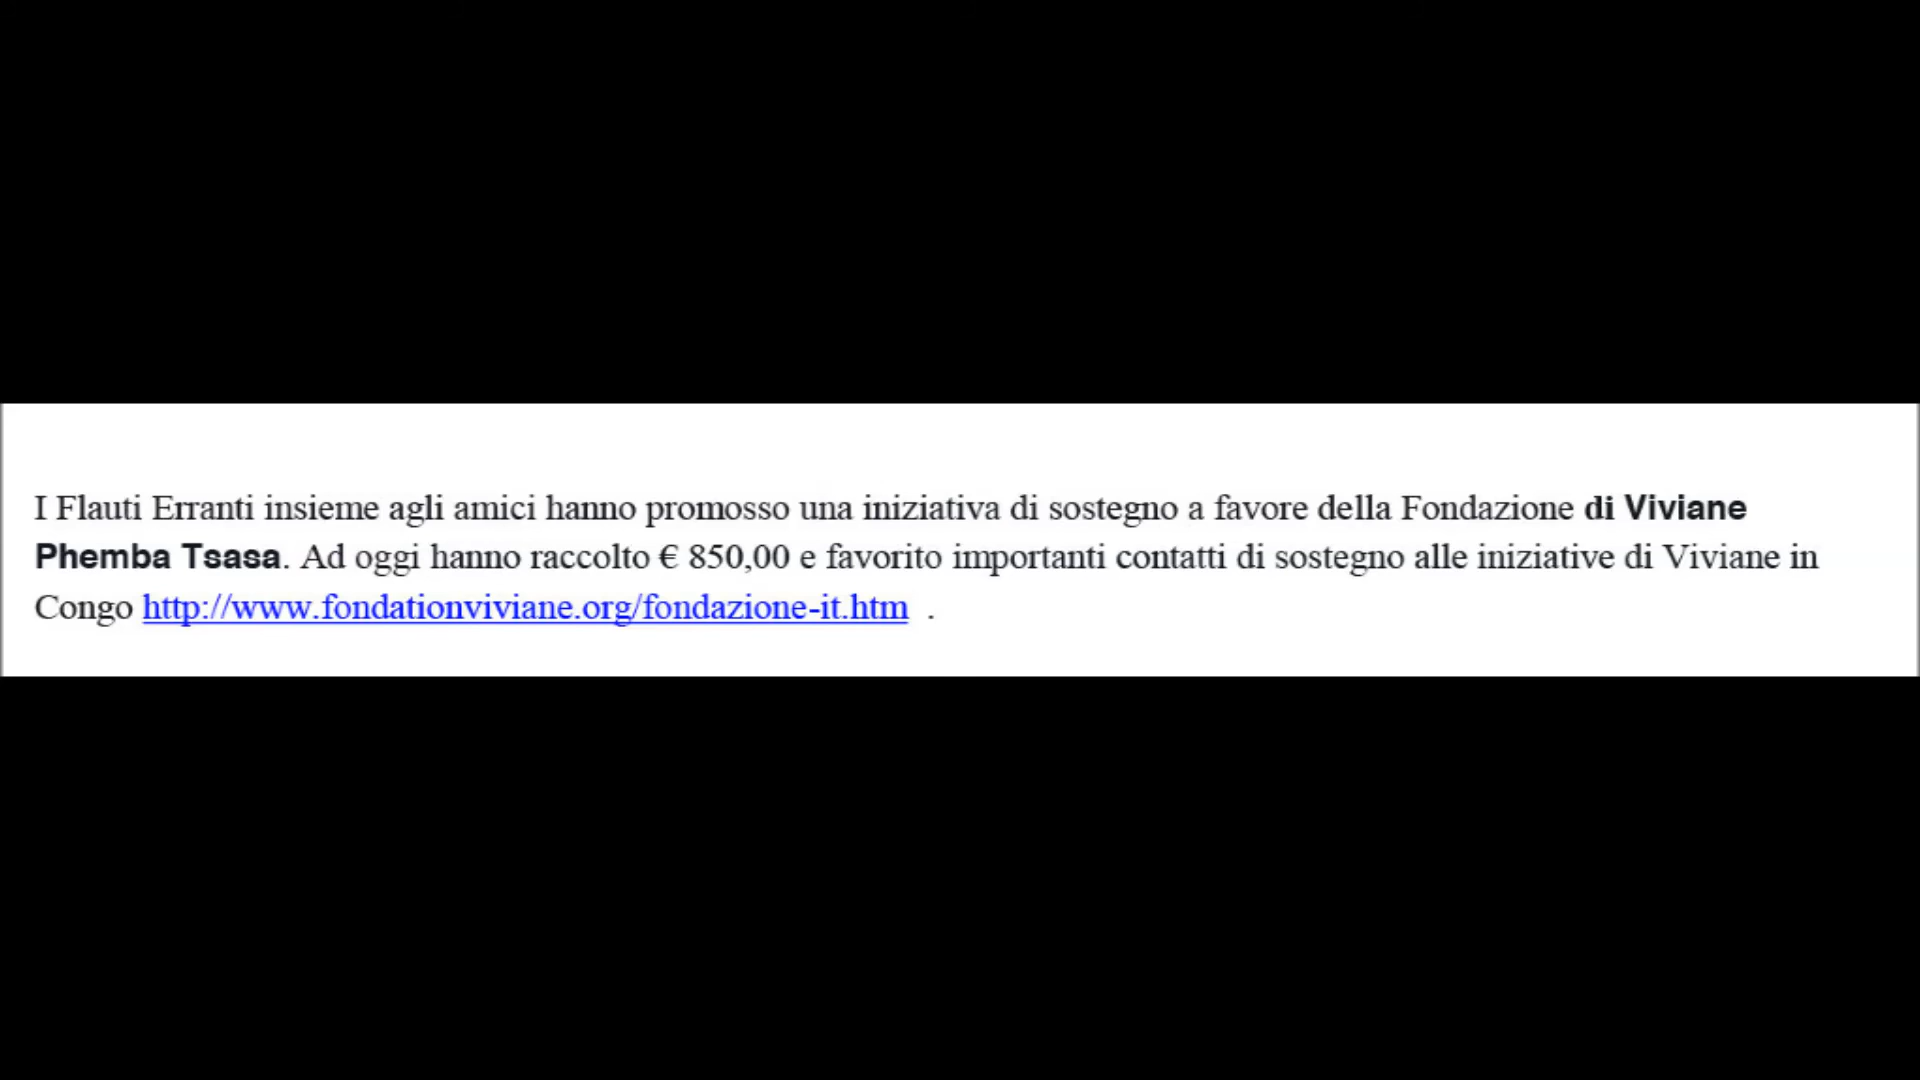 I Flauti Erranti insieme agli amici hanno promosso una iniziativa di sostegno a favore della Fondazione di Viviane
Phemba Tsasa. Ad oggi hanno raccolto € 850,00 e favorito importanti contatti di sostegno alle iniziative di Viviane in
Congo http://www.fondationviviane.org/fondazione-it.htm .